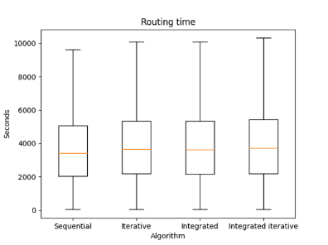 Routing time
10000
8000
6000
4000
2000
0
Seconds
Sequential Iterative Integrated Integrated iterative
Algorithm